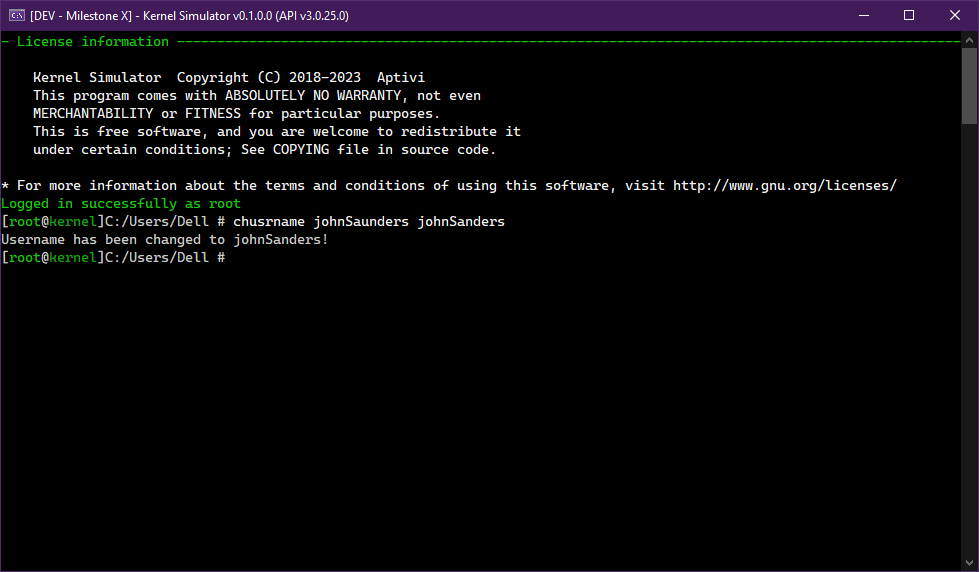 [DEV - Milestone X] - Kernel Simulator v0.1.0.0 (API v3.0.25.0)
- License information
Kernel Simulator  Copyright (C) 2018-2023  Aptivi
This program comes with ABSOLUTELY NO WARRANTY, not even
MERCHANTABILITY or FITNESS for particular purposes.
This is free software, and you are welcome to redistribute it
under certain conditions; See COPYING file in source code.
* For more information about the terms and conditions of using this software, visit http://www.gnu.org/licenses/
Logged in successfully as root
[root@kernel]C:/Users/Dell # chusrname johnSaunders johnSanders
Username has been changed to johnSanders!
[root@kernel]C:/Users/Dell #